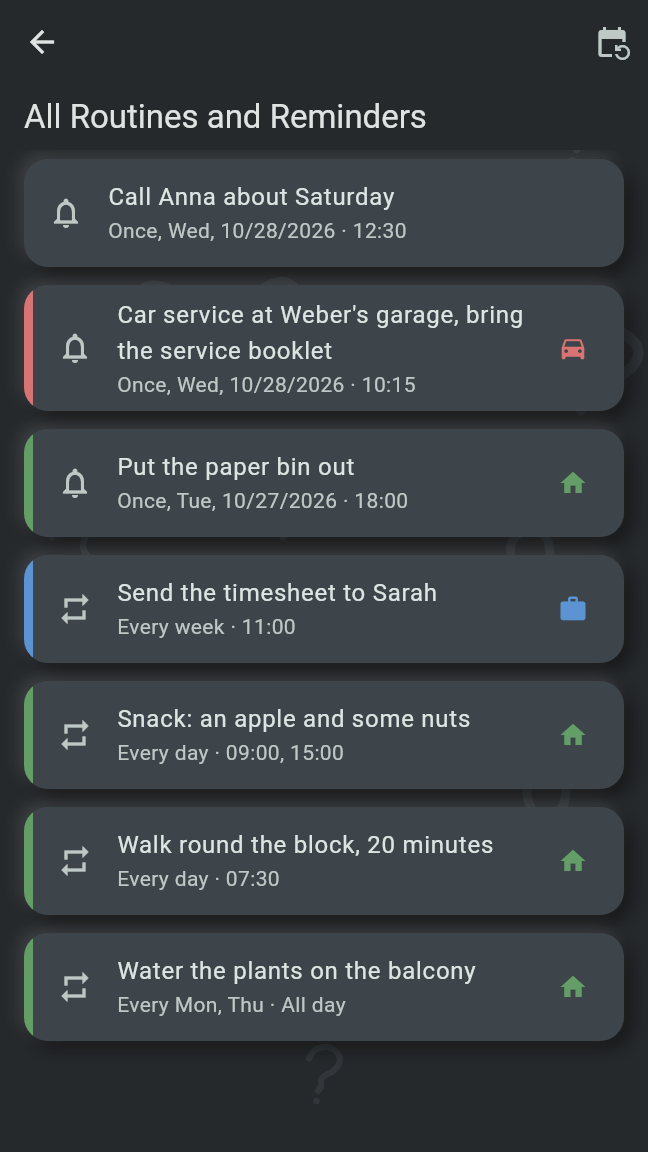 All Routines and Reminders
Call Anna about Saturday
Once, Wed, 10/28/2026 · 12:30
Car service at Weber's garage, bring
the service booklet
Once, Wed, 10/28/2026 · 10:15
Put the paper bin out
Once, Tue, 10/27/2026 · 18:00
Send the timesheet to Sarah
Every week · 11:00
Snack: an apple and some nuts
Every day · 09:00, 15:00
Walk round the block, 20 minutes
Every day · 07:30
Water the plants on the balcony
Every Mon, Thu · All day
?